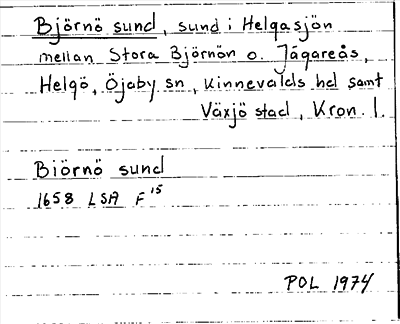 Björnö sund, sund i Helgasjön
mellan Stora Björnön o. Jägareås,
Helgö, Öjaby sn, Kinnevalds hd samt
Växjö stad, Kron. l.
Biörnö sund
1658 LSA F¹⁵
POL 1974